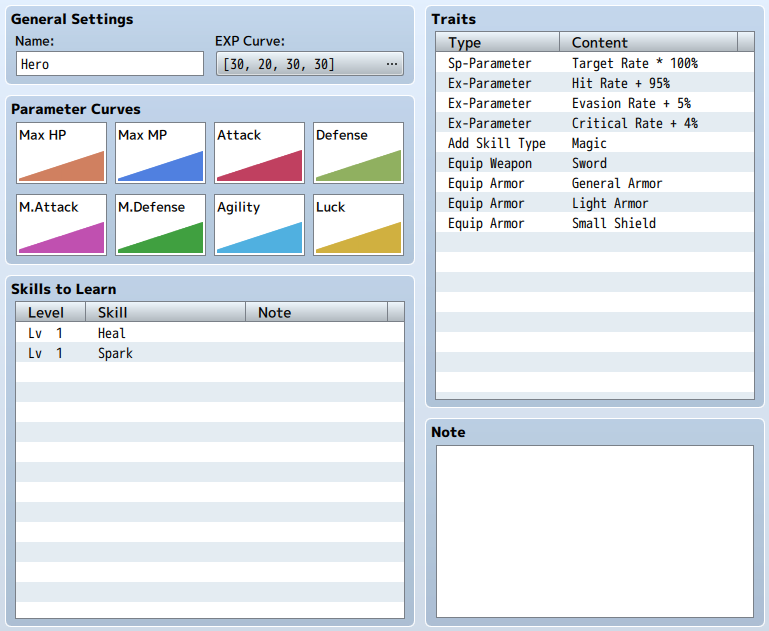 General Settings
Name:
EXP Curve:
Hero
[30, 20, 30, 30]
...
Parameter Curves
Max HP
Max MP
Attack
Defense
M.Attack
M.Defense
Agility
Luck
Skills to Learn
Level Skill Note
Lv 1 Heal
Lv 1 Spark
Traits
Type Content
Sp-Parameter Target Rate * 100%
Ex-Parameter Hit Rate + 95%
Ex-Parameter Evasion Rate + 5%
Ex-Parameter Critical Rate + 4%
Add Skill Type Magic
Equip Weapon Sword
Equip Armor General Armor
Equip Armor Light Armor
Equip Armor Small Shield
Note